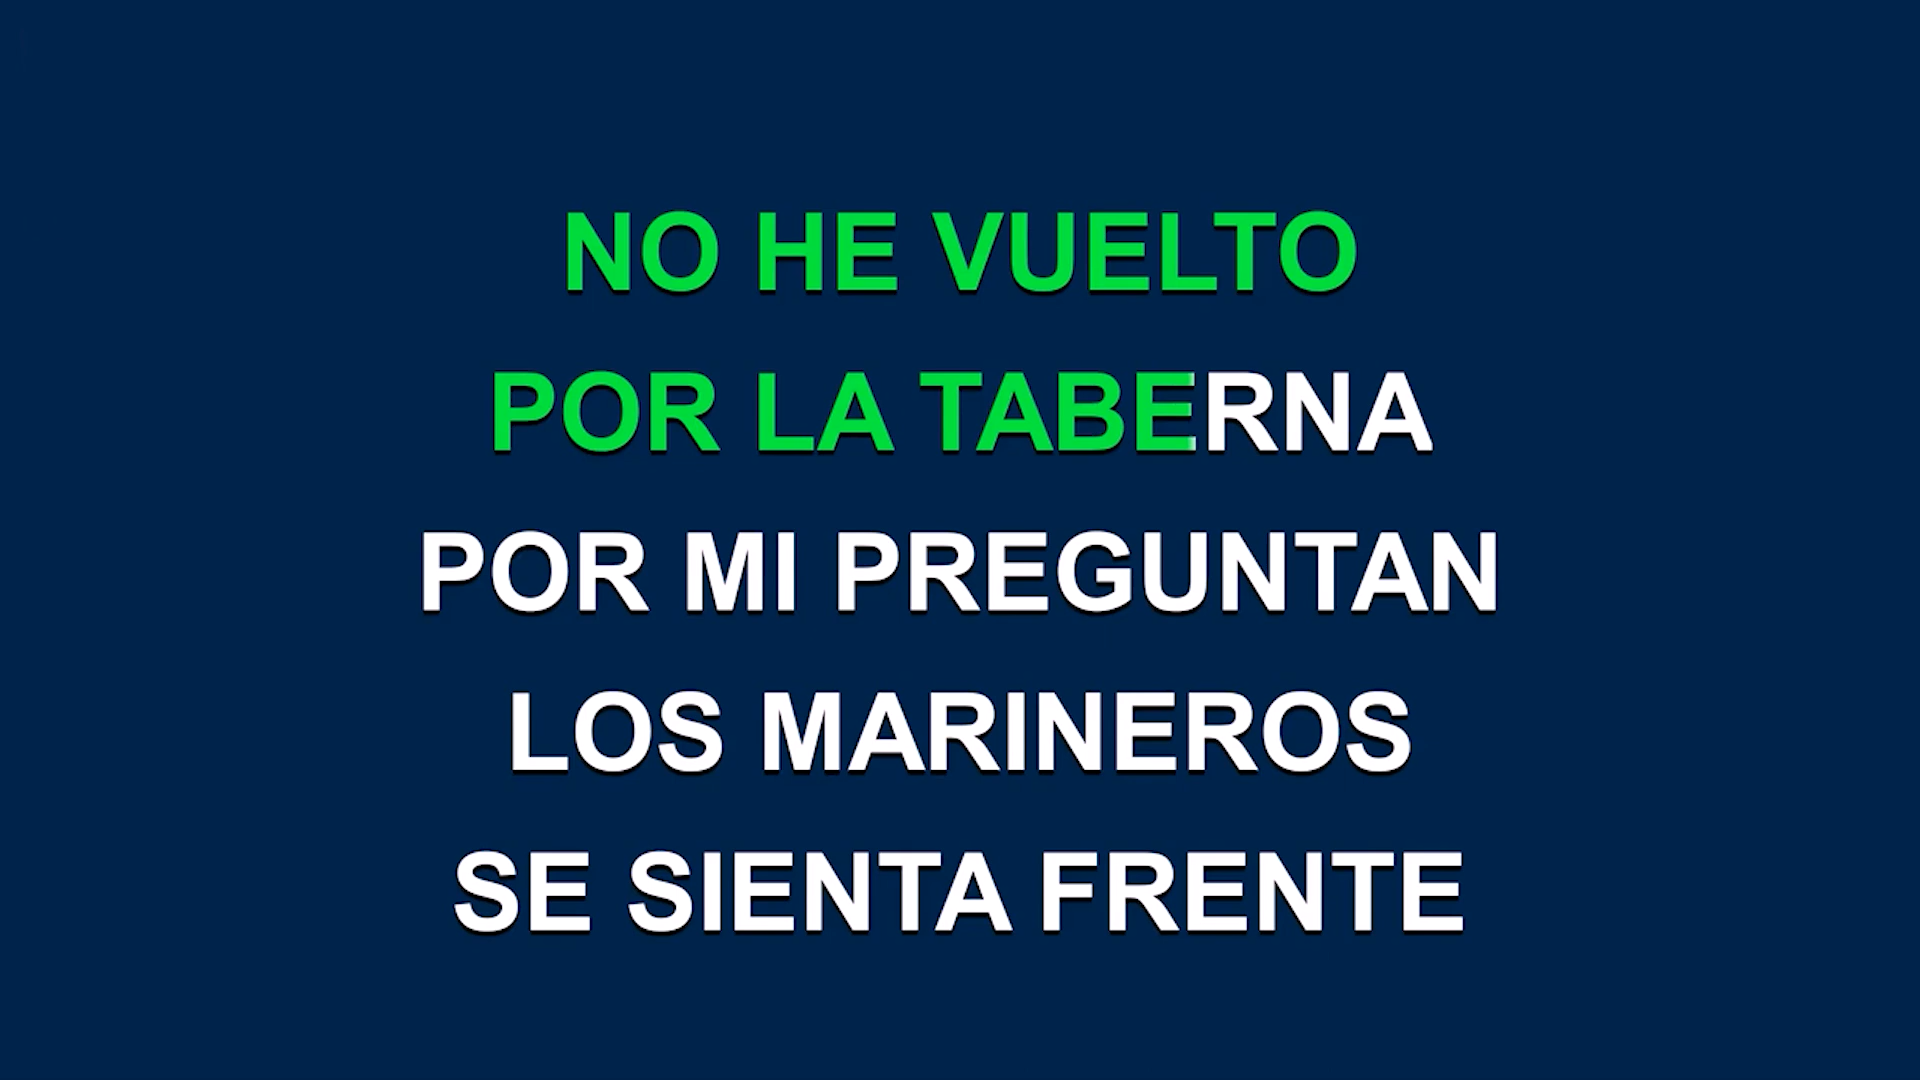 NO HE VUELTO
POR LA TABERNA
POR MI PREGUNTAN
LOS MARINEROS
SE SIENTA FRENTE